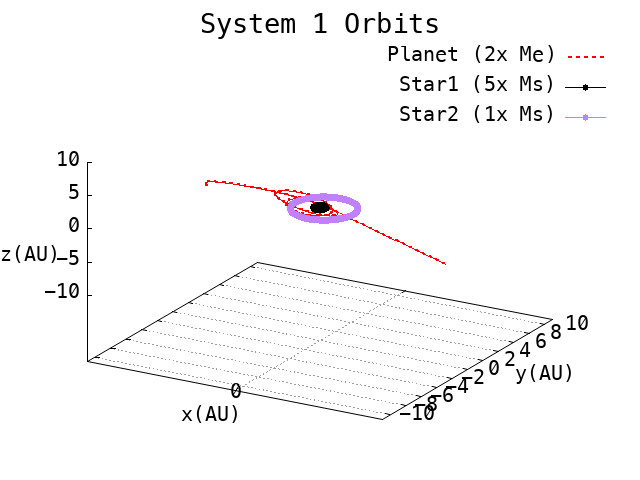 System 1 Orbits
Planet (2x Me)
Star1 (5x Ms)
Star2 (1x Ms)
10
5
0
z(AU)
-5
-10
10
8
6
4
2
0
-2
-4
-6
-8
-10
y(AU)
0
x(AU)